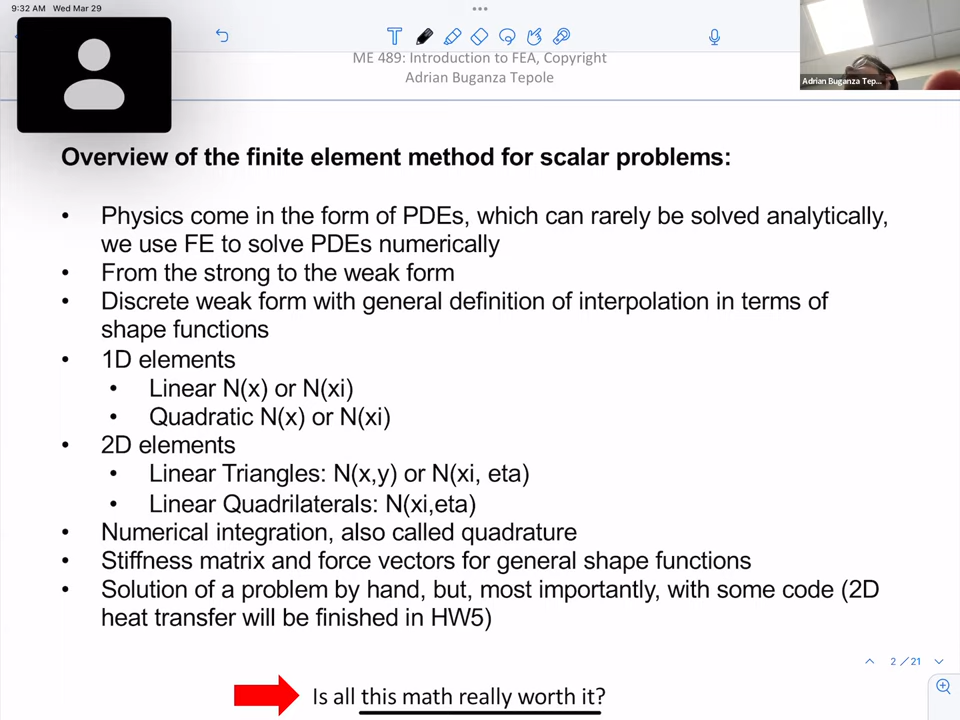 9:32 AM Wed Mar 29
ME 489: Introduction to FEA, Copyright
Adrian Buganza Tepole
Adrian Buganza Tep...
Overview of the finite element method for scalar problems:
• Physics come in the form of PDEs, which can rarely be solved analytically,
we use FE to solve PDEs numerically
• From the strong to the weak form
• Discrete weak form with general definition of interpolation in terms of
shape functions
• 1D elements
• Linear N(x) or N(xi)
• Quadratic N(x) or N(xi)
• 2D elements
• Linear Triangles: N(x,y) or N(xi, eta)
• Linear Quadrilaterals: N(xi,eta)
• Numerical integration, also called quadrature
• Stiffness matrix and force vectors for general shape functions
• Solution of a problem by hand, but, most importantly, with some code (2D
heat transfer will be finished in HW5)
2 / 21
Is all this math really worth it?